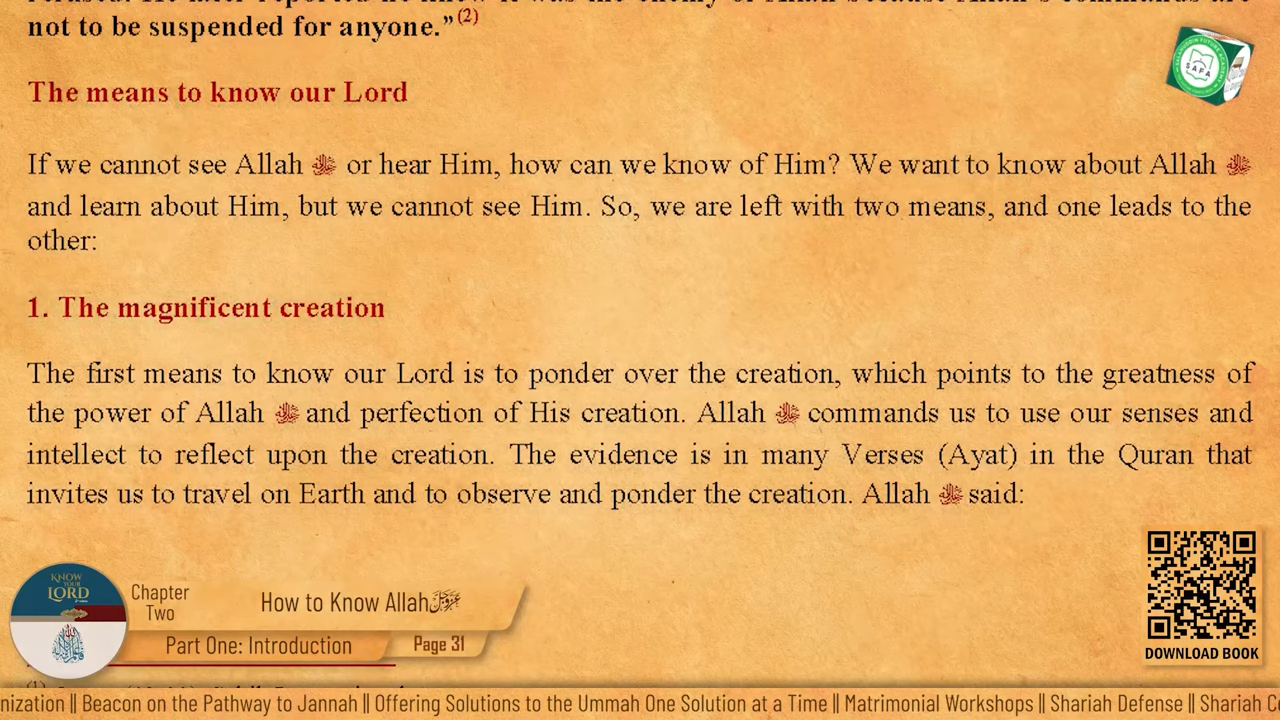 not to be suspended for anyone.”(2)
The means to know our Lord
If we cannot see Allah ﷻ or hear Him, how can we know of Him? We want to know about Allah ﷻ
and learn about Him, but we cannot see Him. So, we are left with two means, and one leads to the
other:
1. The magnificent creation
The first means to know our Lord is to ponder over the creation, which points to the greatness of
the power of Allah ﷻ and perfection of His creation. Allah ﷻ commands us to use our senses and
intellect to reflect upon the creation. The evidence is in many Verses (Ayat) in the Quran that
invites us to travel on Earth and to observe and ponder the creation. Allah ﷻ said:
SAFA
KNOW
YOUR
LORD
Chapter
Two
How to Know Allah عزوجل
Part One: Introduction
Page 31
DOWNLOAD BOOK
nization || Beacon on the Pathway to Jannah || Offering Solutions to the Ummah One Solution at a Time || Matrimonial Workshops || Shariah Defense || Shariah C